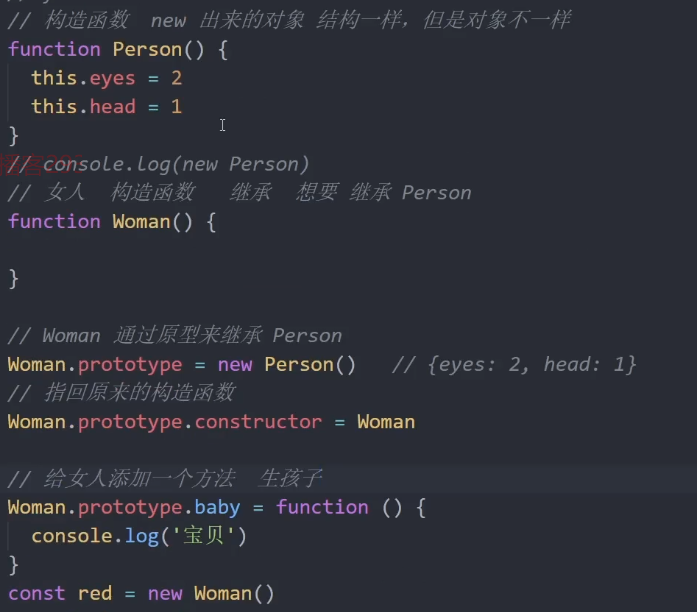 // 构造函数  new 出来的对象 结构一样，但是对象不一样
function Person() {
  this.eyes = 2
  this.head = 1
}
// console.log(new Person)
// 女人  构造函数   继承  想要 继承 Person
function Woman() {
}
// Woman 通过原型来继承 Person
Woman.prototype = new Person()   // {eyes: 2, head: 1}
// 指回原来的构造函数
Woman.prototype.constructor = Woman
// 给女人添加一个方法  生孩子
Woman.prototype.baby = function () {
  console.log('宝贝')
}
const red = new Woman()